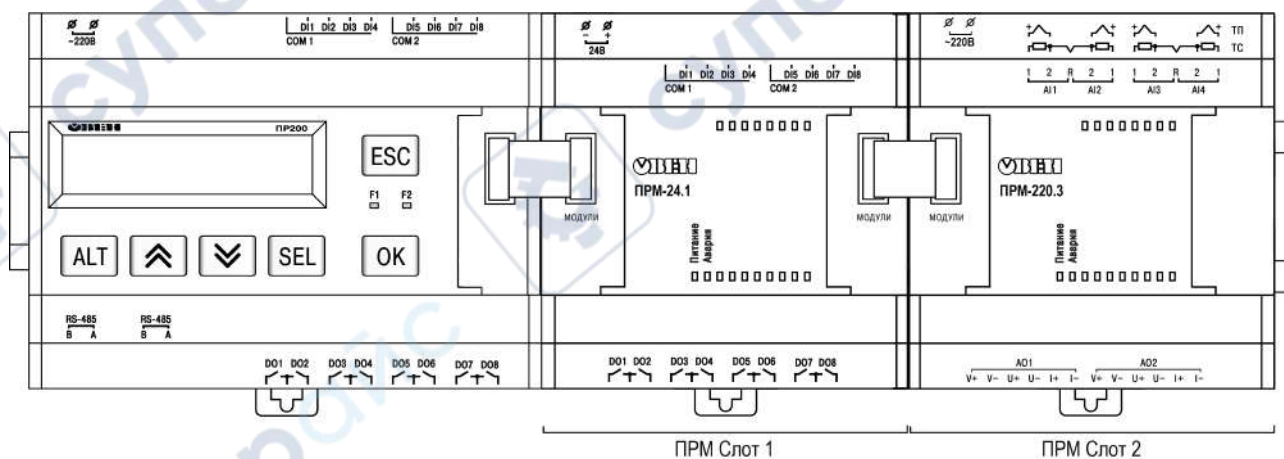 ~220В
DI1 DI2 DI3 DI4
COM 1
DI5 DI6 DI7 DI8
COM 2
ОВЕН
ПР200
ESC
F1 F2
ALT
SEL
OK
RS-485
B A
RS-485
B A
DO1 DO2
DO3 DO4
DO5 DO6
DO7 DO8
- +
24В
DI1 DI2 DI3 DI4
COM 1
DI5 DI6 DI7 DI8
COM 2
ОВЕН
ПРМ-24.1
МОДУЛИ
МОДУЛИ
Питание
Авария
DO1 DO2
DO3 DO4
DO5 DO6
DO7 DO8
ПРМ Слот 1
~220В
+ + + + ТП
ТС
1 2 R 2 1
AI1 AI2
1 2 R 2 1
AI3 AI4
ОВЕН
ПРМ-220.3
МОДУЛИ
Питание
Авария
AO1
V+ V- U+ U- I+ I-
AO2
V+ V- U+ U- I+ I-
ПРМ Слот 2